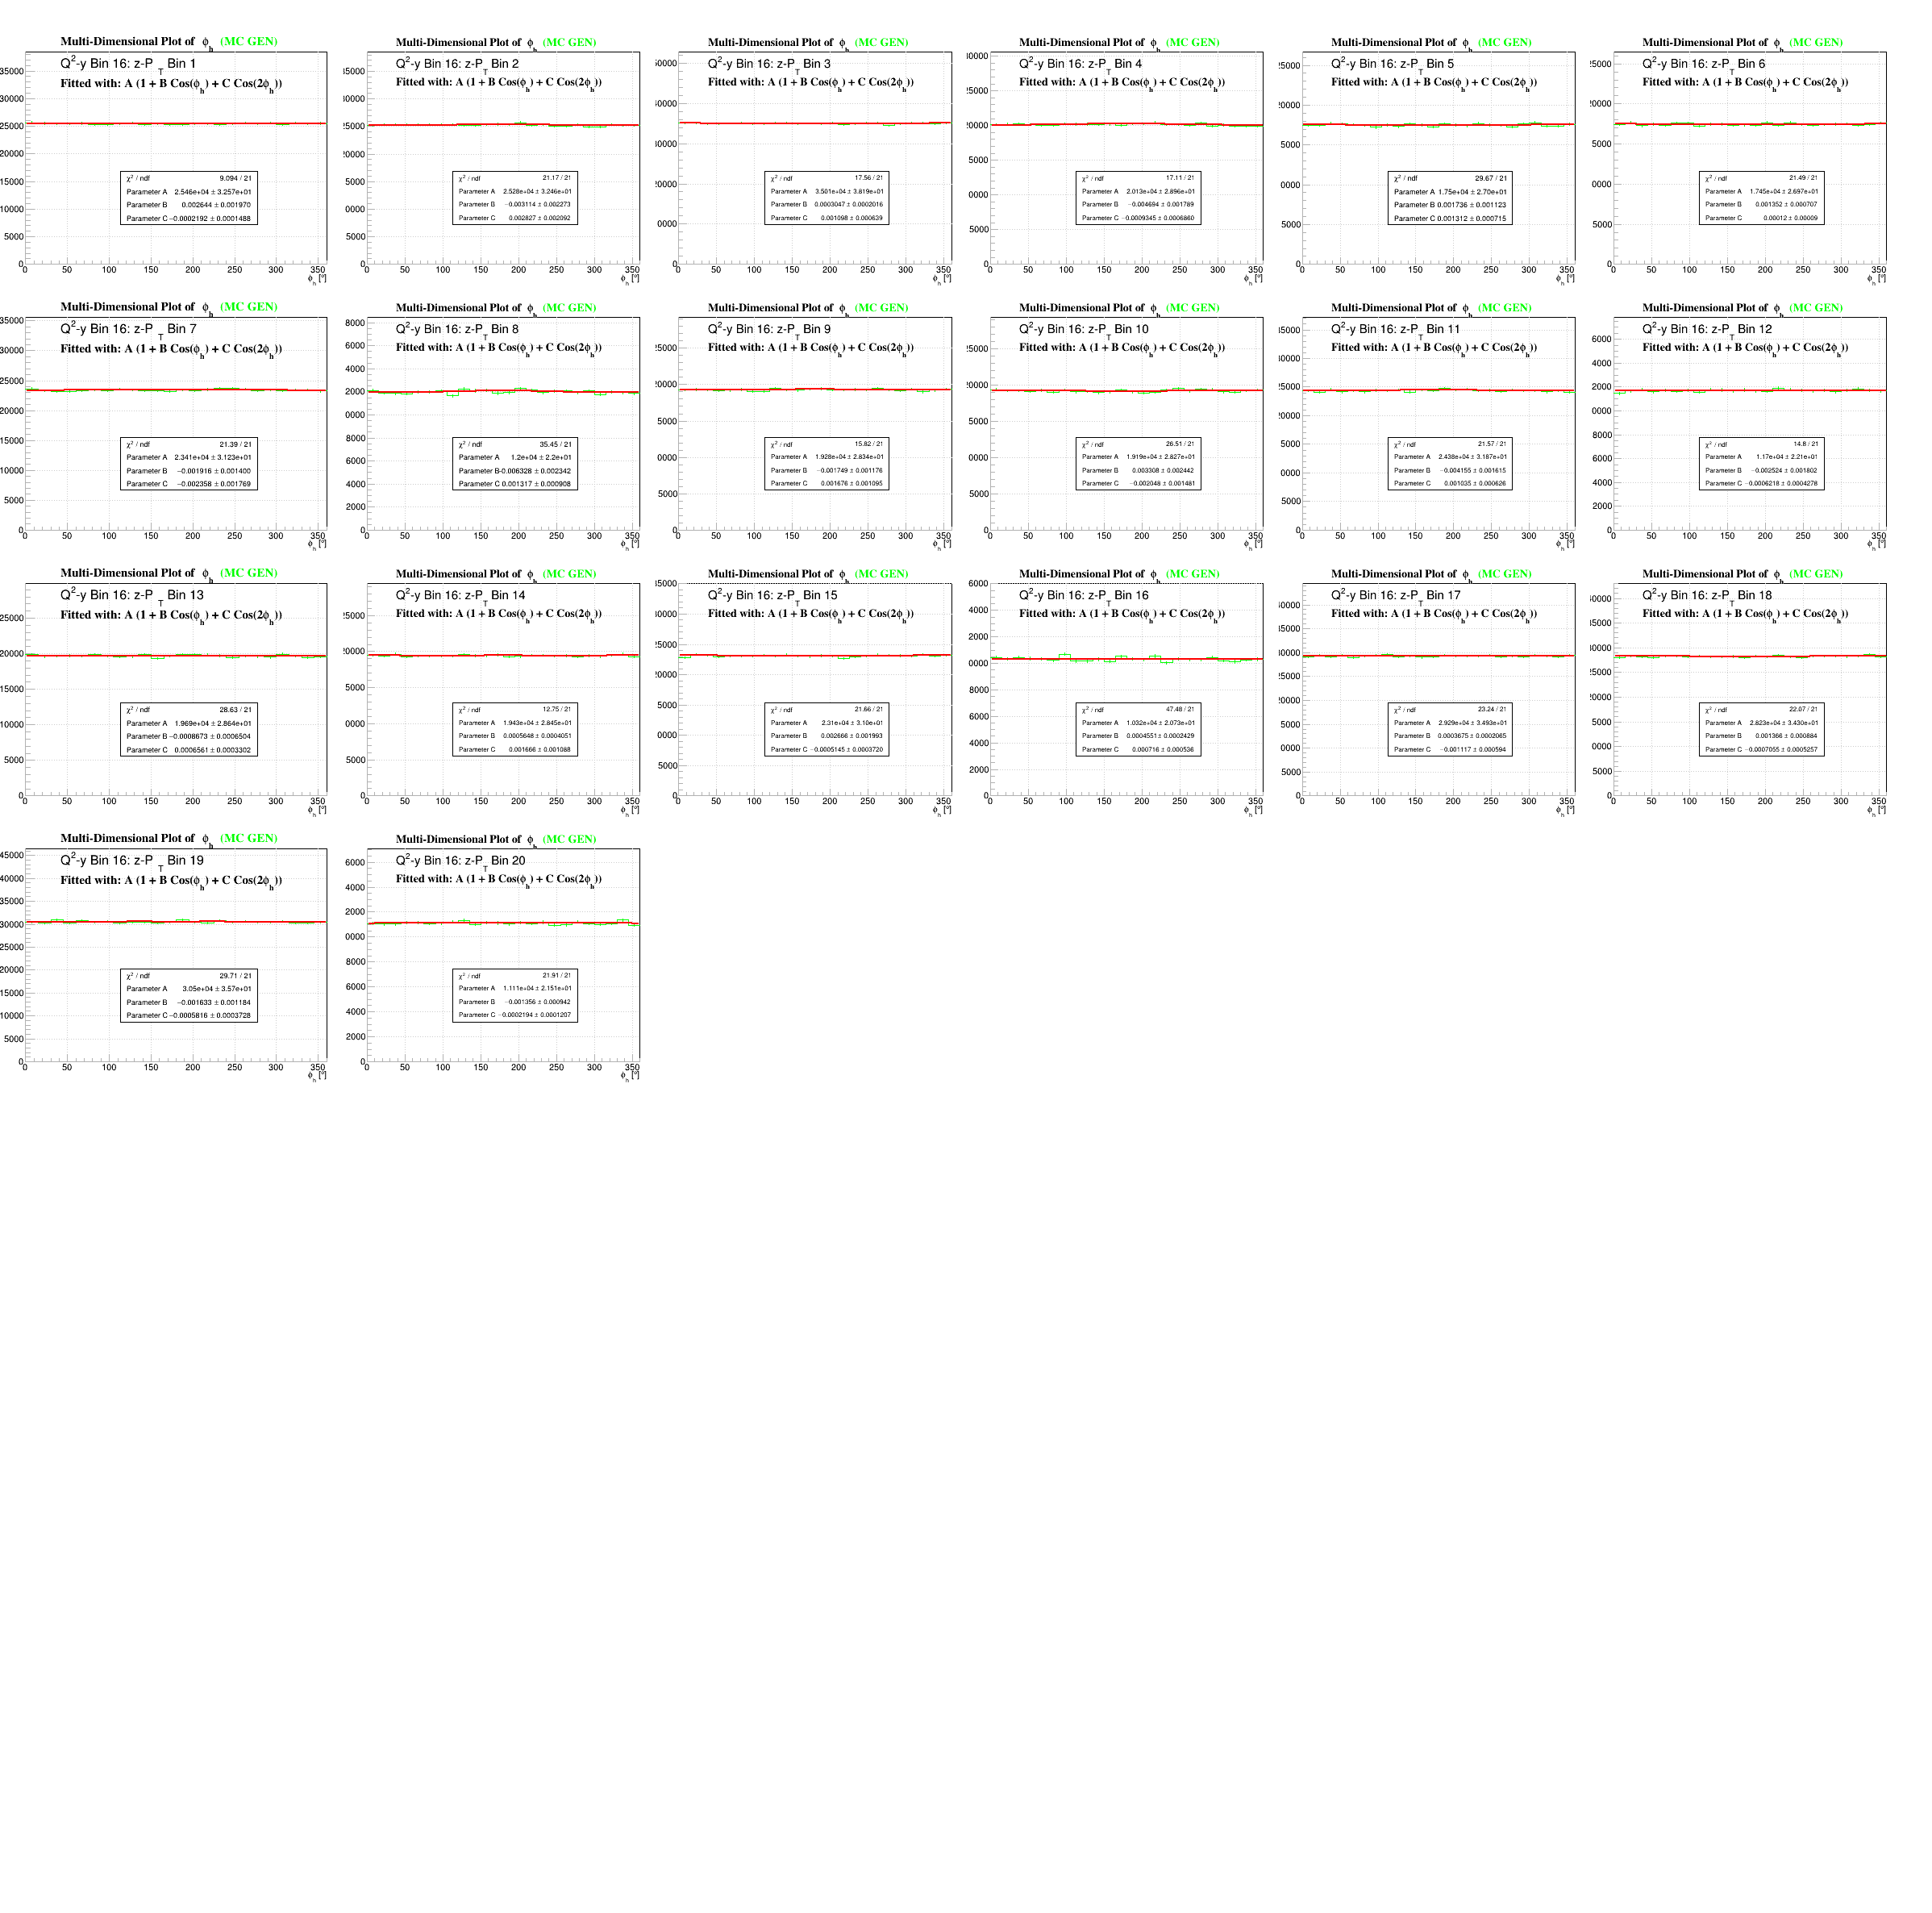 Multi-Dimensional Plot of ϕh (MC GEN)
Q²-y Bin 16: z-PT Bin 1
Fitted with: A (1 + B Cos(ϕh) + C Cos(2ϕh))
χ² / ndf 9.094 / 21
Parameter A 2.546e+04 ± 3.257e+01
Parameter B 0.002644 ± 0.001970
Parameter C −0.0002192 ± 0.0001488
Multi-Dimensional Plot of ϕh (MC GEN)
Q²-y Bin 16: z-PT Bin 2
Fitted with: A (1 + B Cos(ϕh) + C Cos(2ϕh))
χ² / ndf 21.17 / 21
Parameter A 2.528e+04 ± 3.246e+01
Parameter B −0.003114 ± 0.002273
Parameter C 0.002827 ± 0.002092
Multi-Dimensional Plot of ϕh (MC GEN)
Q²-y Bin 16: z-PT Bin 3
Fitted with: A (1 + B Cos(ϕh) + C Cos(2ϕh))
χ² / ndf 17.56 / 21
Parameter A 3.501e+04 ± 3.819e+01
Parameter B 0.0003047 ± 0.0002016
Parameter C 0.001098 ± 0.000639
Multi-Dimensional Plot of ϕh (MC GEN)
Q²-y Bin 16: z-PT Bin 4
Fitted with: A (1 + B Cos(ϕh) + C Cos(2ϕh))
χ² / ndf 17.11 / 21
Parameter A 2.013e+04 ± 2.896e+01
Parameter B −0.004694 ± 0.001789
Parameter C −0.0009345 ± 0.0006860
Multi-Dimensional Plot of ϕh (MC GEN)
Q²-y Bin 16: z-PT Bin 5
Fitted with: A (1 + B Cos(ϕh) + C Cos(2ϕh))
χ² / ndf 29.67 / 21
Parameter A 1.75e+04 ± 2.70e+01
Parameter B 0.001736 ± 0.001123
Parameter C 0.001312 ± 0.000715
Multi-Dimensional Plot of ϕh (MC GEN)
Q²-y Bin 16: z-PT Bin 6
Fitted with: A (1 + B Cos(ϕh) + C Cos(2ϕh))
χ² / ndf 21.49 / 21
Parameter A 1.745e+04 ± 2.697e+01
Parameter B 0.001352 ± 0.000707
Parameter C 0.00012 ± 0.00009
Multi-Dimensional Plot of ϕh (MC GEN)
Q²-y Bin 16: z-PT Bin 7
Fitted with: A (1 + B Cos(ϕh) + C Cos(2ϕh))
χ² / ndf 21.39 / 21
Parameter A 2.341e+04 ± 3.123e+01
Parameter B −0.001916 ± 0.001400
Parameter C −0.002358 ± 0.001769
Multi-Dimensional Plot of ϕh (MC GEN)
Q²-y Bin 16: z-PT Bin 8
Fitted with: A (1 + B Cos(ϕh) + C Cos(2ϕh))
χ² / ndf 35.45 / 21
Parameter A 1.2e+04 ± 2.2e+01
Parameter B −0.006328 ± 0.002342
Parameter C 0.001317 ± 0.000908
Multi-Dimensional Plot of ϕh (MC GEN)
Q²-y Bin 16: z-PT Bin 9
Fitted with: A (1 + B Cos(ϕh) + C Cos(2ϕh))
χ² / ndf 15.82 / 21
Parameter A 1.928e+04 ± 2.834e+01
Parameter B −0.001749 ± 0.001176
Parameter C 0.001676 ± 0.001095
Multi-Dimensional Plot of ϕh (MC GEN)
Q²-y Bin 16: z-PT Bin 10
Fitted with: A (1 + B Cos(ϕh) + C Cos(2ϕh))
χ² / ndf 26.51 / 21
Parameter A 1.919e+04 ± 2.827e+01
Parameter B 0.003308 ± 0.002442
Parameter C −0.002048 ± 0.001481
Multi-Dimensional Plot of ϕh (MC GEN)
Q²-y Bin 16: z-PT Bin 11
Fitted with: A (1 + B Cos(ϕh) + C Cos(2ϕh))
χ² / ndf 21.57 / 21
Parameter A 2.438e+04 ± 3.187e+01
Parameter B −0.004155 ± 0.001615
Parameter C 0.001035 ± 0.000626
Multi-Dimensional Plot of ϕh (MC GEN)
Q²-y Bin 16: z-PT Bin 12
Fitted with: A (1 + B Cos(ϕh) + C Cos(2ϕh))
χ² / ndf 14.8 / 21
Parameter A 1.17e+04 ± 2.21e+01
Parameter B −0.002524 ± 0.001802
Parameter C −0.0006218 ± 0.0004278
Multi-Dimensional Plot of ϕh (MC GEN)
Q²-y Bin 16: z-PT Bin 13
Fitted with: A (1 + B Cos(ϕh) + C Cos(2ϕh))
χ² / ndf 28.63 / 21
Parameter A 1.969e+04 ± 2.864e+01
Parameter B −0.0008673 ± 0.0006504
Parameter C 0.0006561 ± 0.0003302
Multi-Dimensional Plot of ϕh (MC GEN)
Q²-y Bin 16: z-PT Bin 14
Fitted with: A (1 + B Cos(ϕh) + C Cos(2ϕh))
χ² / ndf 12.75 / 21
Parameter A 1.943e+04 ± 2.845e+01
Parameter B 0.0005648 ± 0.0004051
Parameter C 0.001666 ± 0.001088
Multi-Dimensional Plot of ϕh (MC GEN)
Q²-y Bin 16: z-PT Bin 15
Fitted with: A (1 + B Cos(ϕh) + C Cos(2ϕh))
χ² / ndf 21.66 / 21
Parameter A 2.31e+04 ± 3.10e+01
Parameter B 0.002666 ± 0.001993
Parameter C −0.0005145 ± 0.0003720
Multi-Dimensional Plot of ϕh (MC GEN)
Q²-y Bin 16: z-PT Bin 16
Fitted with: A (1 + B Cos(ϕh) + C Cos(2ϕh))
χ² / ndf 47.48 / 21
Parameter A 1.032e+04 ± 2.073e+01
Parameter B 0.0004551 ± 0.0002429
Parameter C 0.000716 ± 0.000536
Multi-Dimensional Plot of ϕh (MC GEN)
Q²-y Bin 16: z-PT Bin 17
Fitted with: A (1 + B Cos(ϕh) + C Cos(2ϕh))
χ² / ndf 23.24 / 21
Parameter A 2.929e+04 ± 3.493e+01
Parameter B 0.0003675 ± 0.0002065
Parameter C −0.001117 ± 0.000594
Multi-Dimensional Plot of ϕh (MC GEN)
Q²-y Bin 16: z-PT Bin 18
Fitted with: A (1 + B Cos(ϕh) + C Cos(2ϕh))
χ² / ndf 22.07 / 21
Parameter A 2.823e+04 ± 3.430e+01
Parameter B 0.001366 ± 0.000884
Parameter C −0.0007055 ± 0.0005257
Multi-Dimensional Plot of ϕh (MC GEN)
Q²-y Bin 16: z-PT Bin 19
Fitted with: A (1 + B Cos(ϕh) + C Cos(2ϕh))
χ² / ndf 29.71 / 21
Parameter A 3.05e+04 ± 3.57e+01
Parameter B −0.001633 ± 0.001184
Parameter C −0.0005816 ± 0.0003728
Multi-Dimensional Plot of ϕh (MC GEN)
Q²-y Bin 16: z-PT Bin 20
Fitted with: A (1 + B Cos(ϕh) + C Cos(2ϕh))
χ² / ndf 21.91 / 21
Parameter A 1.111e+04 ± 2.151e+01
Parameter B −0.001356 ± 0.000942
Parameter C −0.0002194 ± 0.0001207
0 50 100 150 200 250 300 350
ϕh [°]